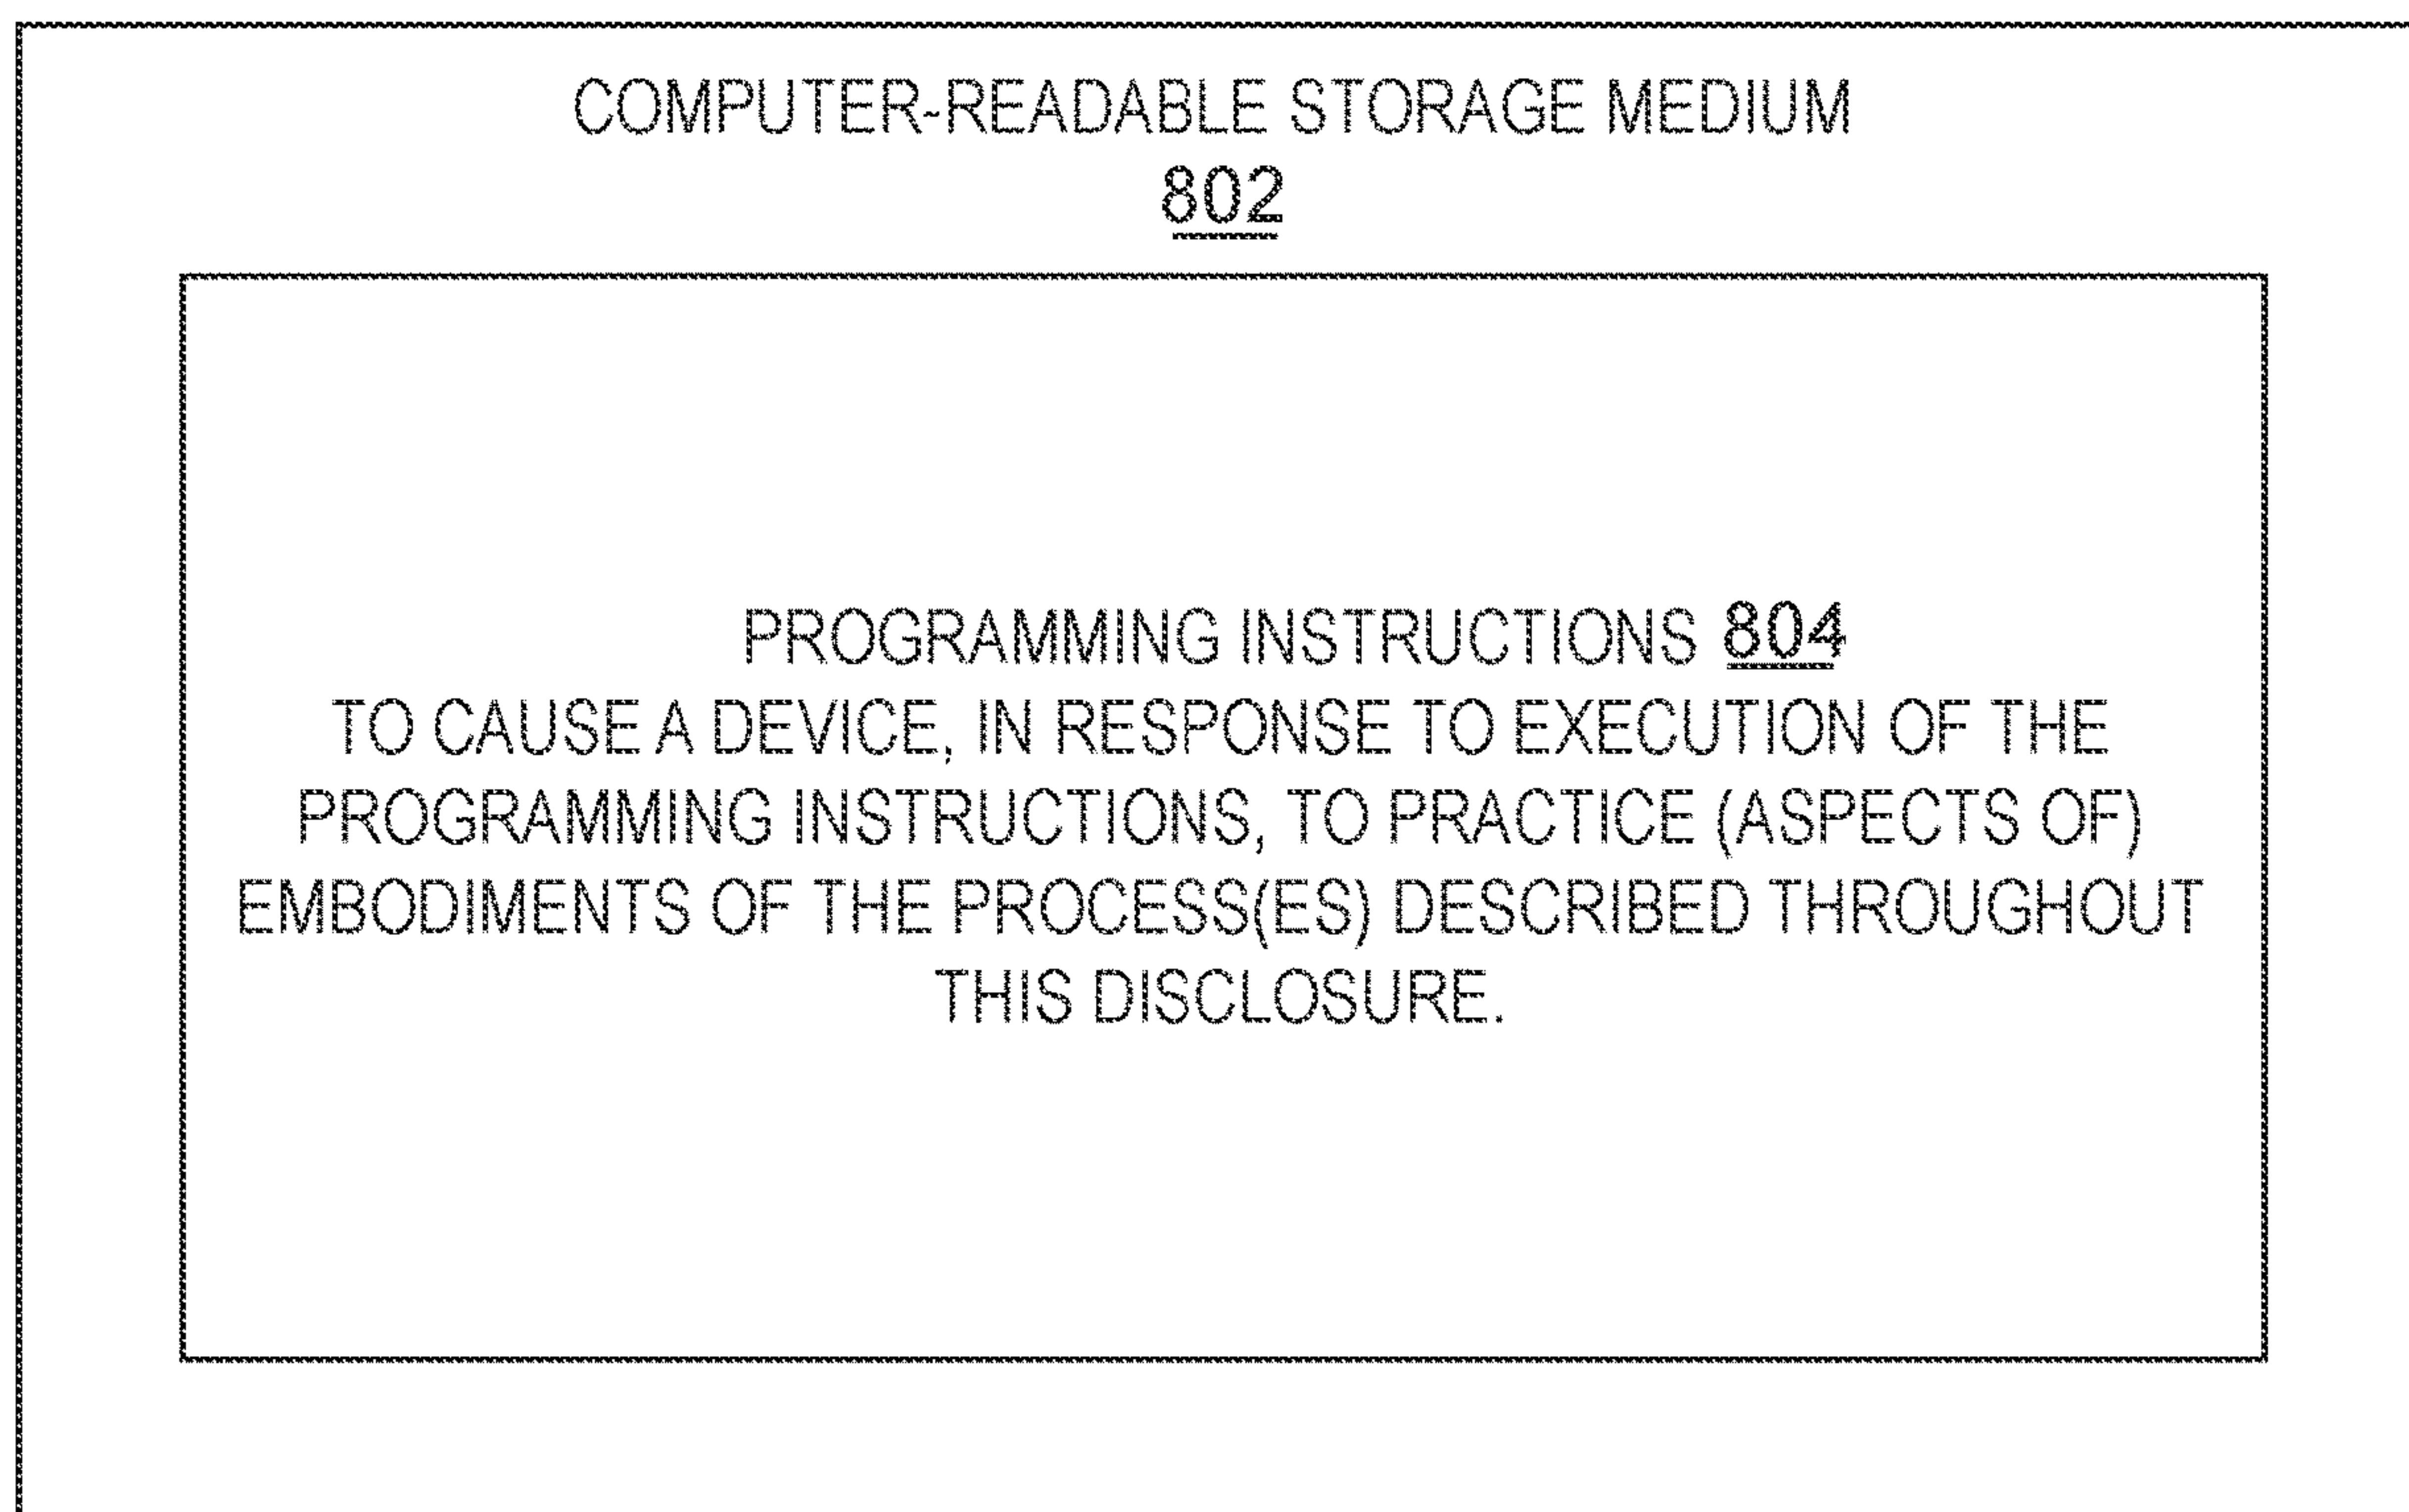 COMPUTER-READABLE STORAGE MEDIUM
802
PROGRAMMING INSTRUCTIONS 804
TO CAUSE A DEVICE, IN RESPONSE TO EXECUTION OF THE
PROGRAMMING INSTRUCTIONS, TO PRACTICE (ASPECTS OF)
EMBODIMENTS OF THE PROCESS(ES) DESCRIBED THROUGHOUT
THIS DISCLOSURE.